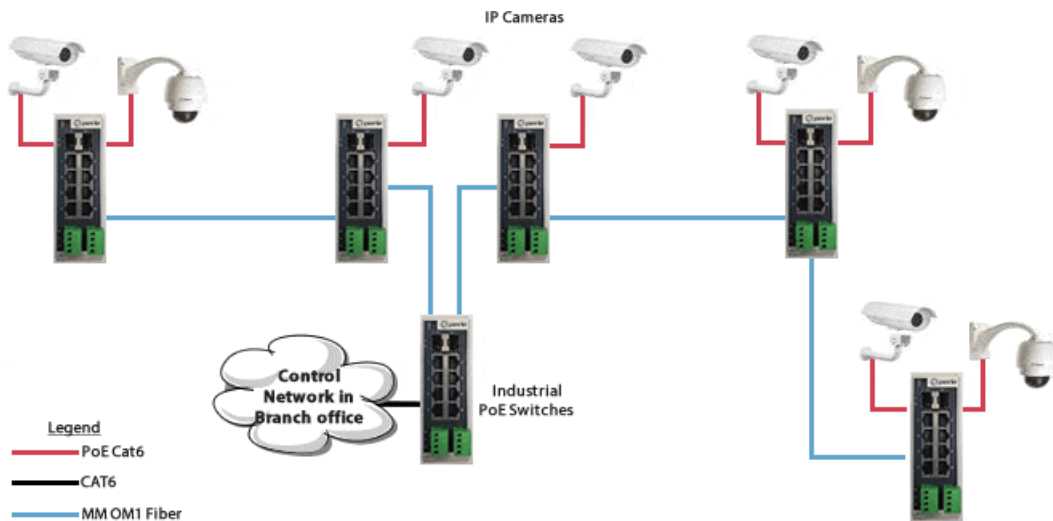 IP Cameras
Control
Network in
Branch office
Industrial
PoE Switches
Legend
PoE Cat6
CAT6
MM OM1 Fiber